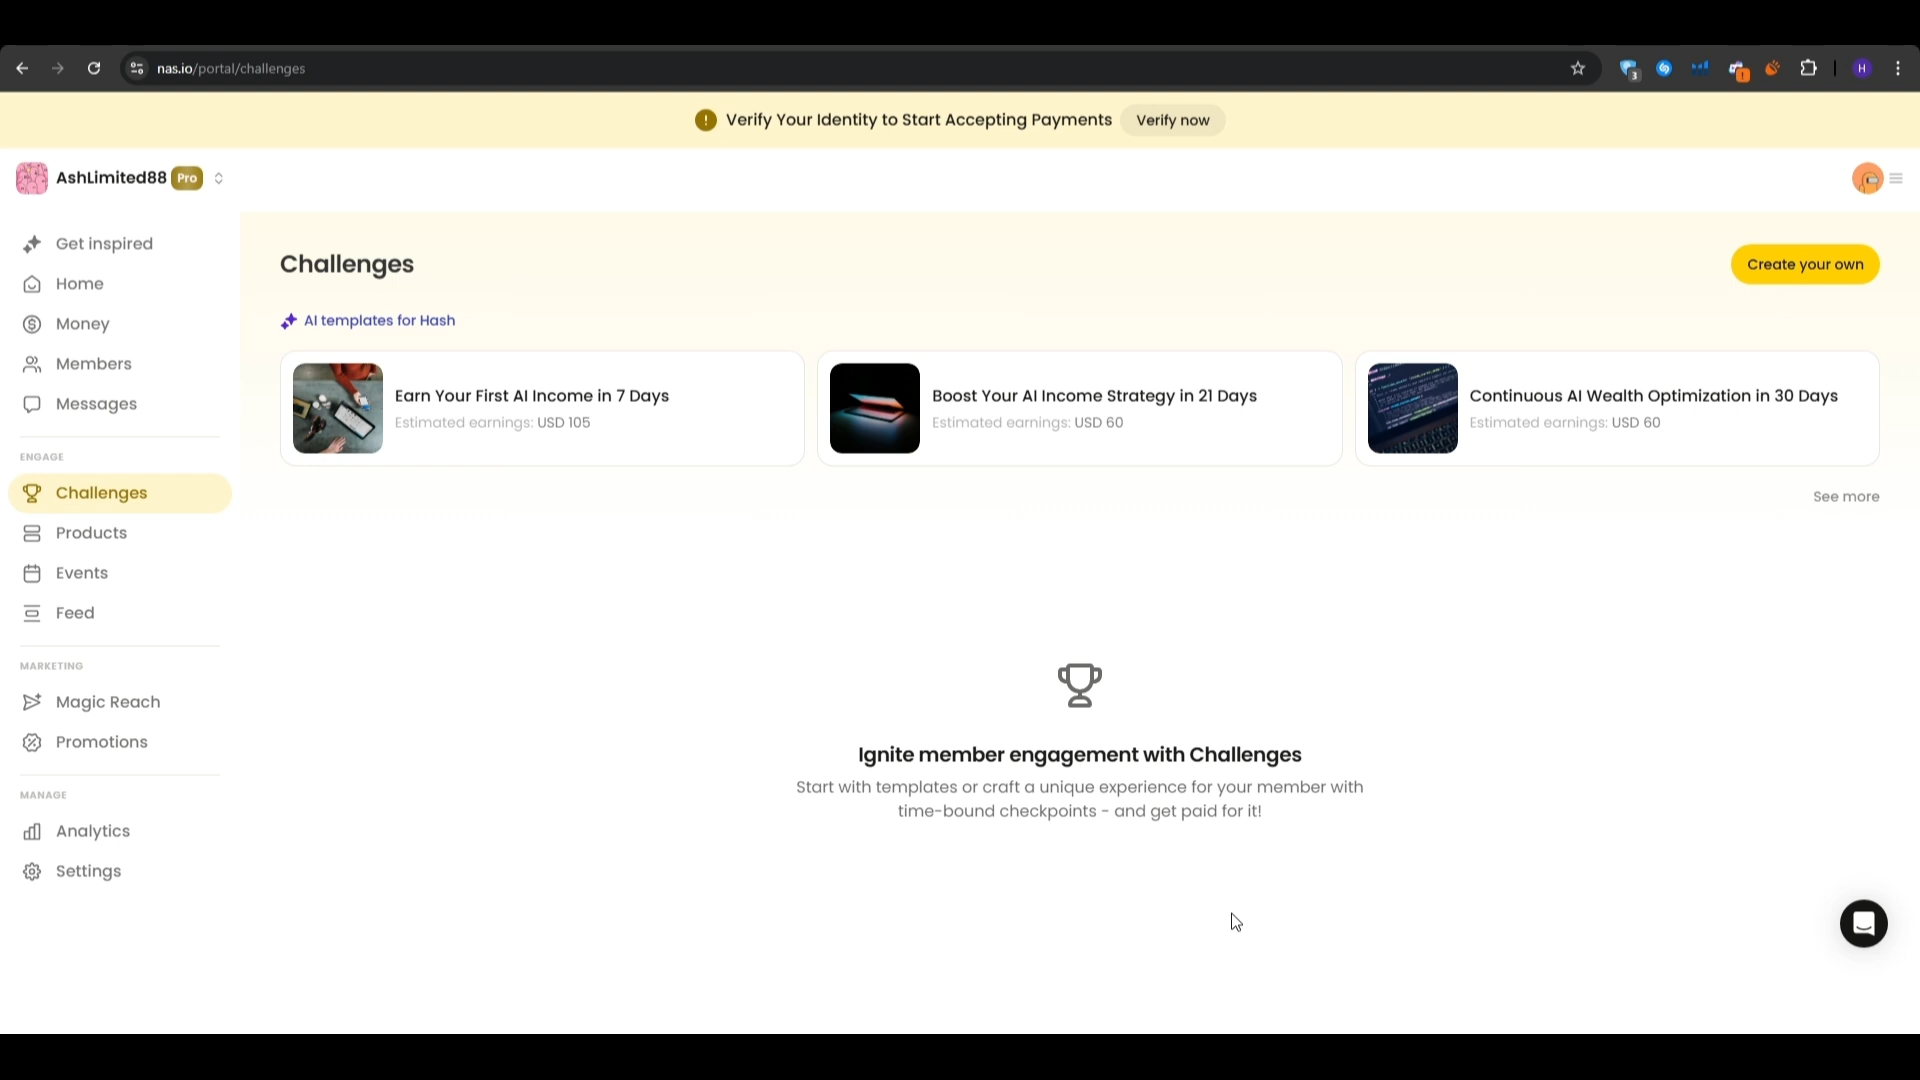 nas.io/portal/challenges
3
!
H
! Verify Your Identity to Start Accepting Payments Verify now
AshLimited88 Pro
Get inspired
Home
Money
Members
Messages
ENGAGE
Challenges
Products
Events
Feed
MARKETING
Magic Reach
Promotions
MANAGE
Analytics
Settings
Challenges
Create your own
AI templates for Hash
Earn Your First AI Income in 7 Days
Estimated earnings: USD 105
Boost Your AI Income Strategy in 21 Days
Estimated earnings: USD 60
Continuous AI Wealth Optimization in 30 Days
Estimated earnings: USD 60
See more
Ignite member engagement with Challenges
Start with templates or craft a unique experience for your member with
time-bound checkpoints - and get paid for it!